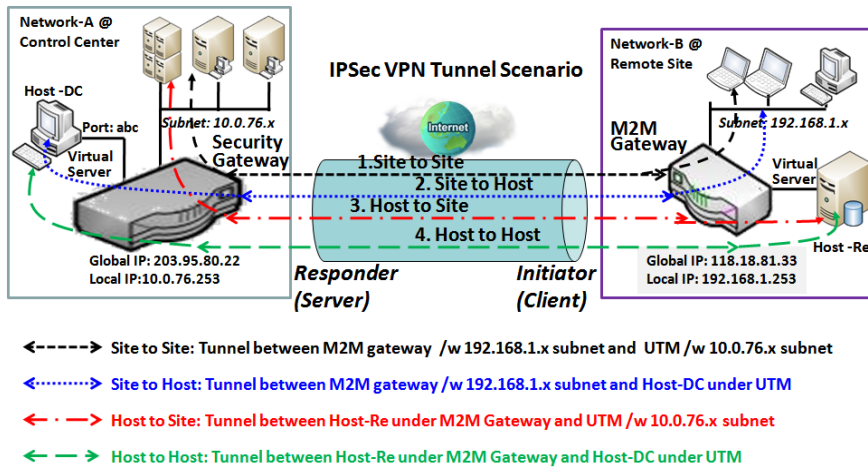 Network-A @
Control Center
Host -DC
Port: abc
Subnet: 10.0.76.x
Virtual
Server
Security
Gateway
Global IP: 203.95.80.22
Local IP:10.0.76.253
IPSec VPN Tunnel Scenario
Internet
1.Site to Site
2. Site to Host
3. Host to Site
4. Host to Host
Responder
(Server)
Initiator
(Client)
Network-B @
Remote Site
Subnet: 192.168.1.x
M2M
Gateway
Virtual
Server
Host -Re
Global IP: 118.18.81.33
Local IP: 192.168.1.253
Site to Site: Tunnel between M2M gateway /w 192.168.1.x subnet and UTM /w 10.0.76.x subnet
Site to Host: Tunnel between M2M gateway /w 192.168.1.x subnet and Host-DC under UTM
Host to Site: Tunnel between Host-Re under M2M Gateway and UTM /w 10.0.76.x subnet
Host to Host: Tunnel between Host-Re under M2M Gateway and Host-DC under UTM